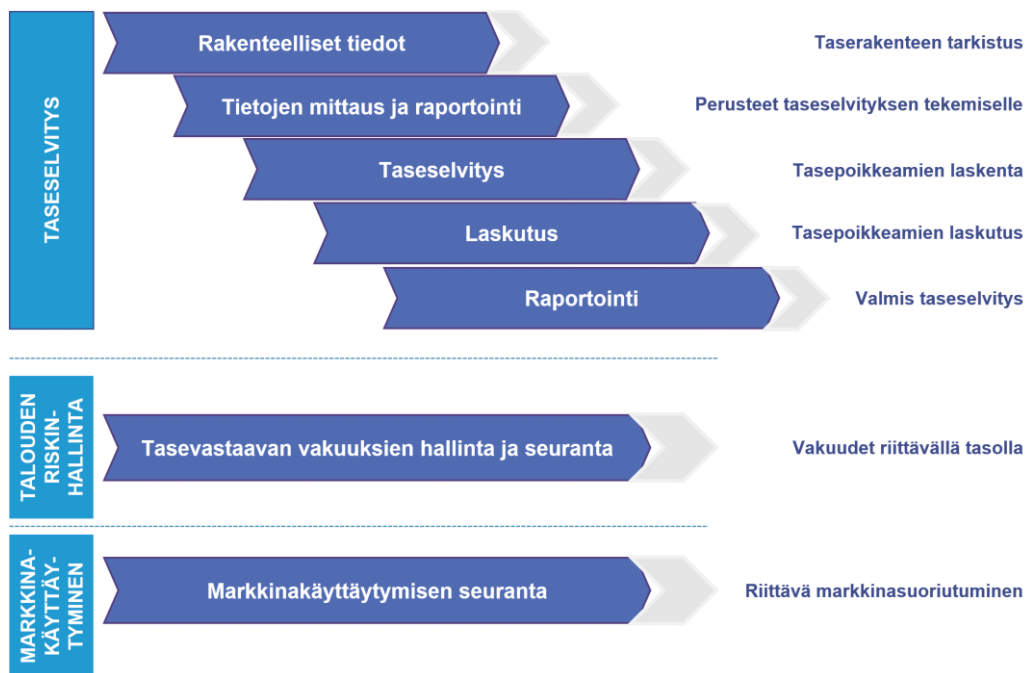 TASESELVITYS
Rakenteelliset tiedot
Taserakenteen tarkistus
Tietojen mittaus ja raportointi
Perusteet taseselvityksen tekemiselle
Taseselvitys
Tasepoikkeamien laskenta
Laskutus
Tasepoikkeamien laskutus
Raportointi
Valmis taseselvitys
TALOUDEN
RISKIN-
HALLINTA
Tasevastaavan vakuuksien hallinta ja seuranta
Vakuudet riittävällä tasolla
MARKKINA-
KÄYTTÄY-
TYMINEN
Markkinakäyttäytymisen seuranta
Riittävä markkinasuoriutuminen